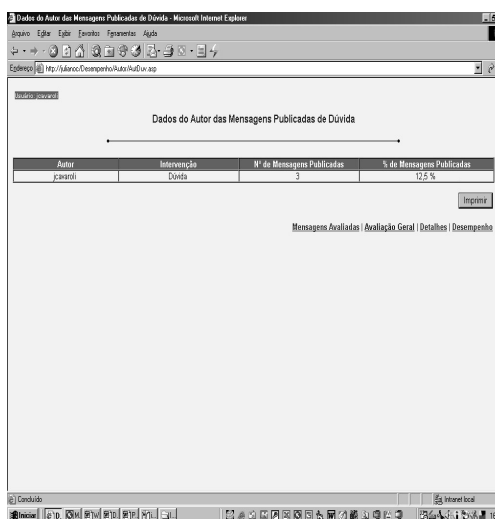 Dados do Autor das Mensagens Publicadas de Dúvida - Microsoft Internet Explorer
Arquivo Editar Exibir Favoritos Ferramentas Ajuda
Endereço http://julianoc/Desempenho/Autor/AutDuv.asp
Usuário: jcavaroli
Dados do Autor das Mensagens Publicadas de Dúvida
Autor Intervenção Nº de Mensagens Publicadas % de Mensagens Publicadas
jcavaroli Dúvida 3 12,5 %
Imprimir
Mensagens Avaliadas | Avaliação Geral | Detalhes | Desempenho
Concluído Intranet local
Iniciar